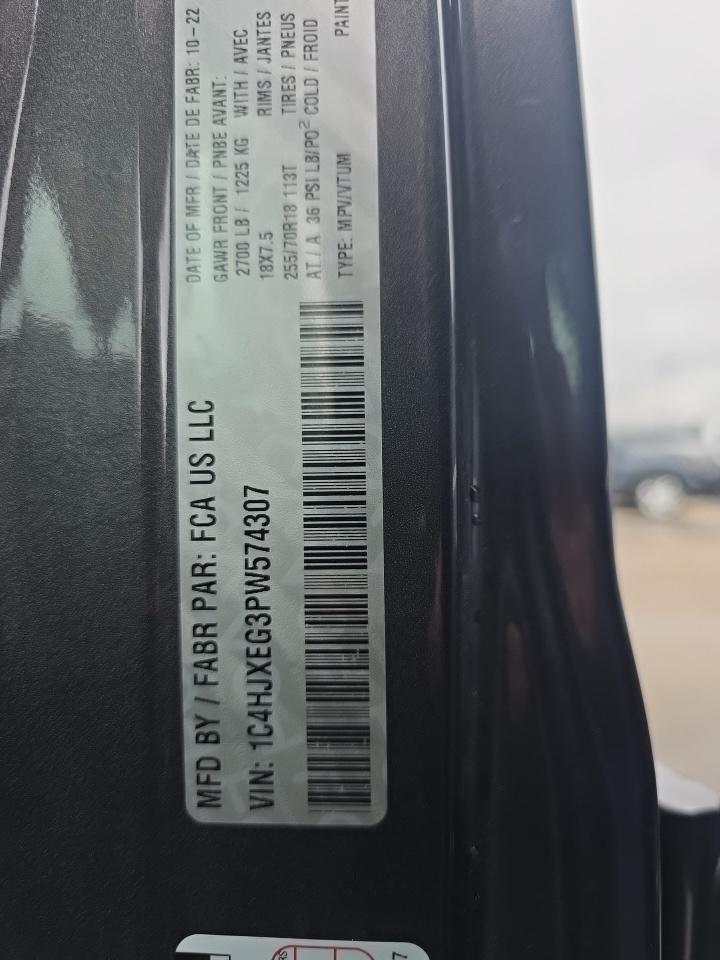 MFD BY / FABR PAR: FCA US LLC
DATE OF MFR / DATE DE FABR: 10-22
GAWR FRONT / PNBE AVANT:
2700 LB / 1225 KG WITH / AVEC
18X7.5 RIMS / JANTES
255/70R18 113T TIRES / PNEUS
AT / A 36 PSI LB/PO² COLD / FROID
VIN: 1C4HJXEG3PW574307
TYPE: MPV/VTUM PAINT
7